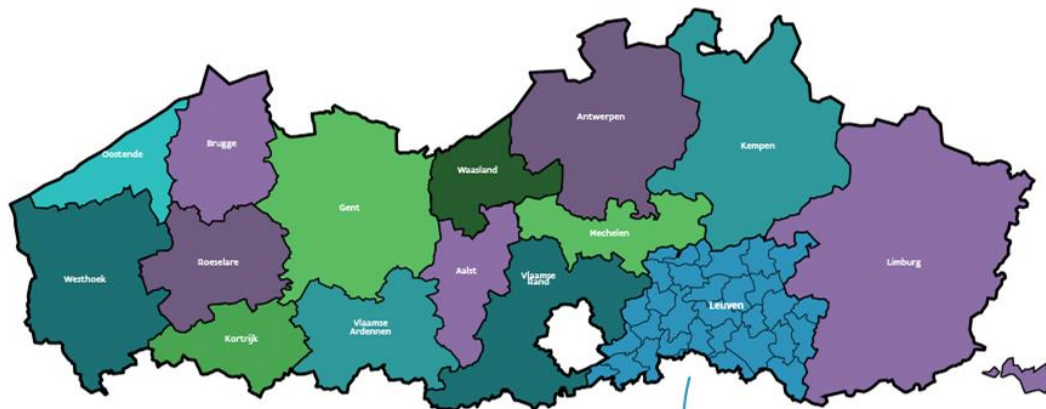 Antwerpen
Brugge
Kempen
Oostende
Waasland
Gent
Mechelen
Roeselare
Limburg
Aalst
Vlaamse
Rand
Westhoek
Leuven
Vlaamse
Ardennen
Kortrijk